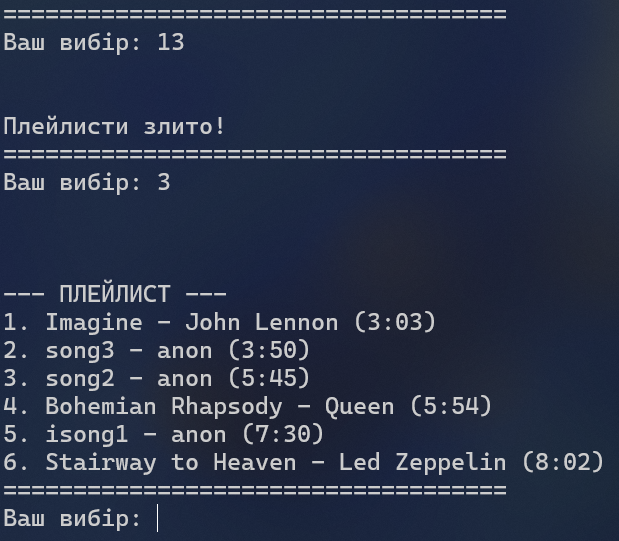 ===================================
Ваш вибір: 13
Плейлисти злито!
===================================
Ваш вибір: 3
--- ПЛЕЙЛИСТ ---
1. Imagine - John Lennon (3:03)
2. song3 - anon (3:50)
3. song2 - anon (5:45)
4. Bohemian Rhapsody - Queen (5:54)
5. isong1 - anon (7:30)
6. Stairway to Heaven - Led Zeppelin (8:02)
===================================
Ваш вибір: